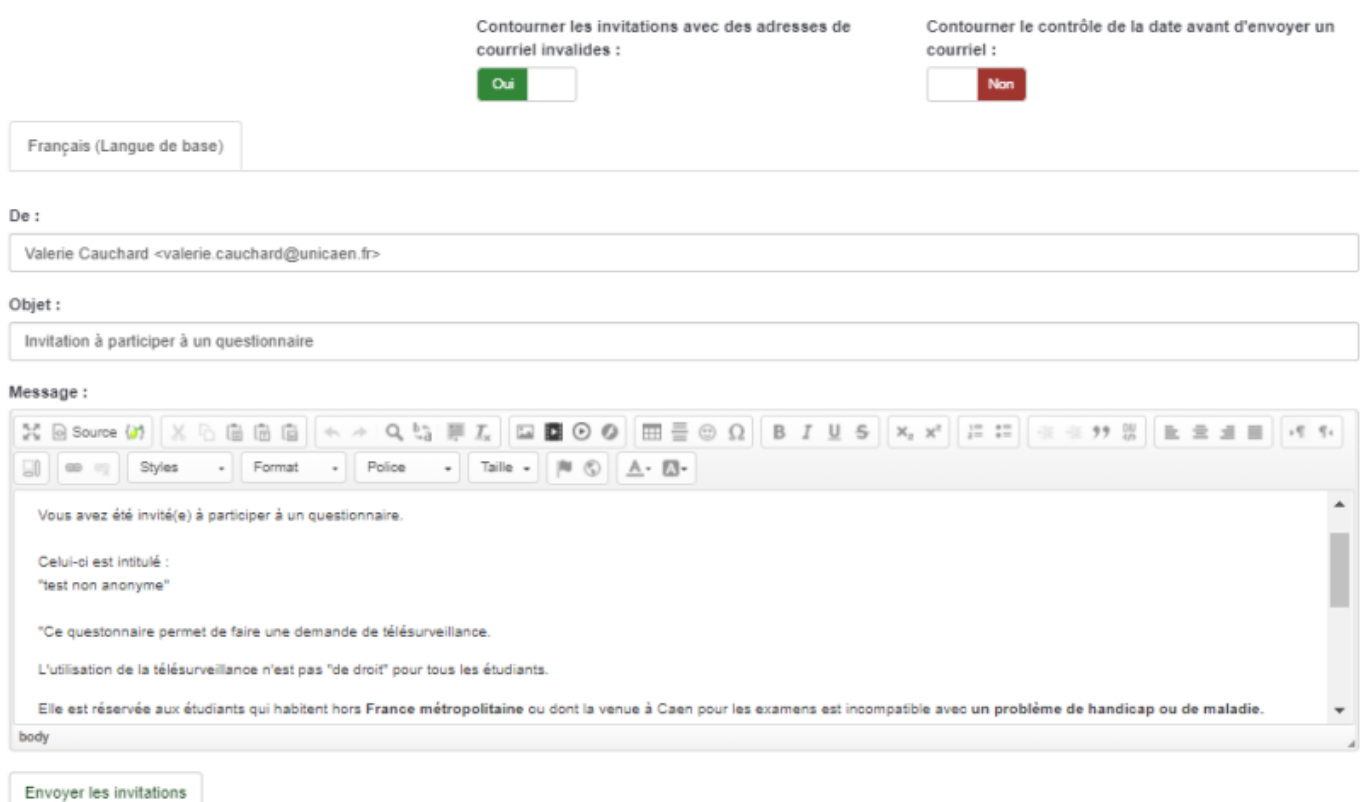 Contourner les invitations avec des adresses de
courriel invalides :
Oui
Contourner le contrôle de la date avant d'envoyer un
courriel :
Non
Français (Langue de base)
De :
Valerie Cauchard <valerie.cauchard@unicaen.fr>
Objet :
Invitation à participer à un questionnaire
Message :
Source
B I U S x₂ x²
Styles Format Police Taille A A
Vous avez été invité(e) à participer à un questionnaire.
Celui-ci est intitulé :
"test non anonyme"
"Ce questonnaire permet de faire une demande de télésurveillance.
L'utilisation de la télésurveillance n'est pas "de droit" pour tous les étudiants.
Elle est réservée aux étudiants qui habitent hors France métropolitaine ou dont la venue à Caen pour les examens est incompatible avec un problème de handicap ou de maladie.
body
Envoyer les invitations